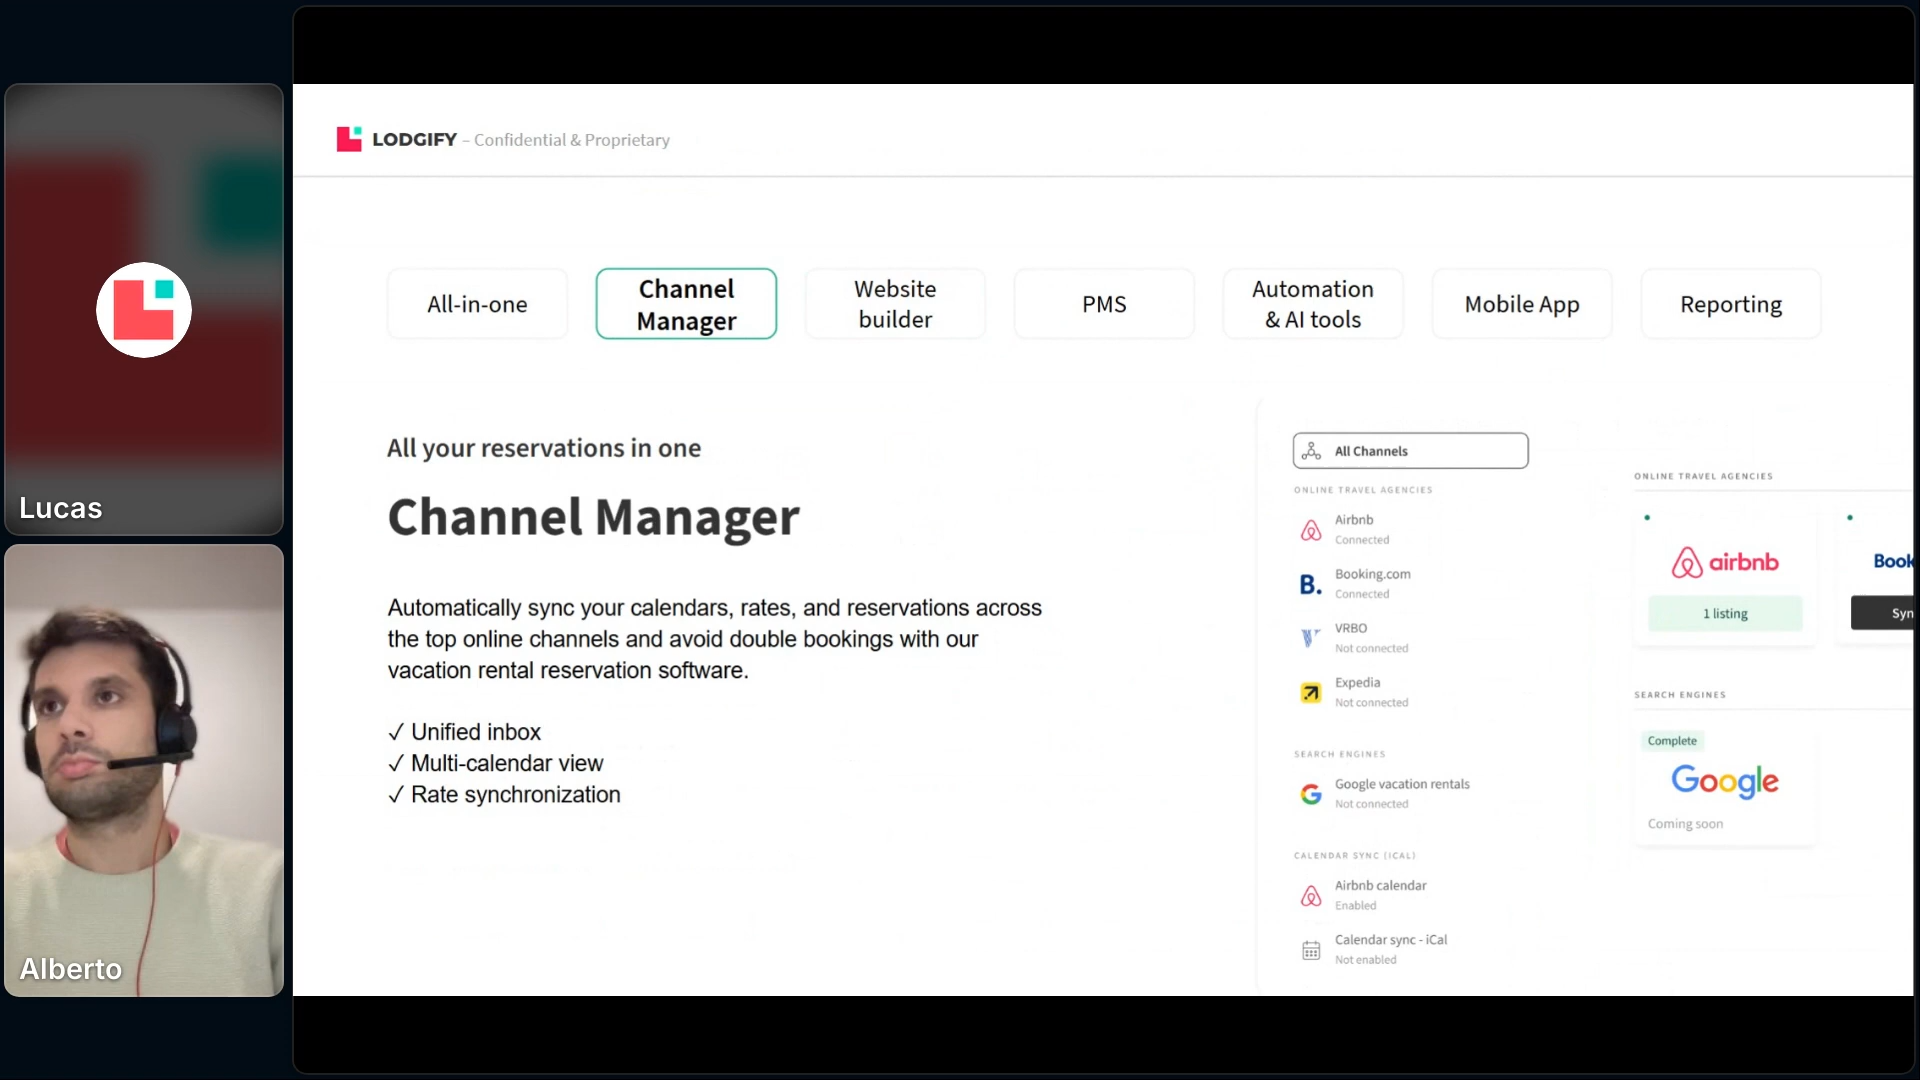 LODGIFY – Confidential & Proprietary
All-in-one
Channel
Manager
Website
builder
PMS
Automation
& AI tools
Mobile App
Reporting
All your reservations in one
Channel Manager
Automatically sync your calendars, rates, and reservations across
the top online channels and avoid double bookings with our
vacation rental reservation software.
✓ Unified inbox
✓ Multi-calendar view
✓ Rate synchronization
All Channels
ONLINE TRAVEL AGENCIES
Airbnb
Connected
B.
Booking.com
Connected
VRBO
Not connected
Expedia
Not connected
SEARCH ENGINES
G
Google vacation rentals
Not connected
CALENDAR SYNC (ICAL)
Airbnb calendar
Enabled
Calendar sync - iCal
Not enabled
ONLINE TRAVEL AGENCIES
airbnb
1 listing
Book
Syn
SEARCH ENGINES
Complete
Google
Coming soon
Lucas
Alberto